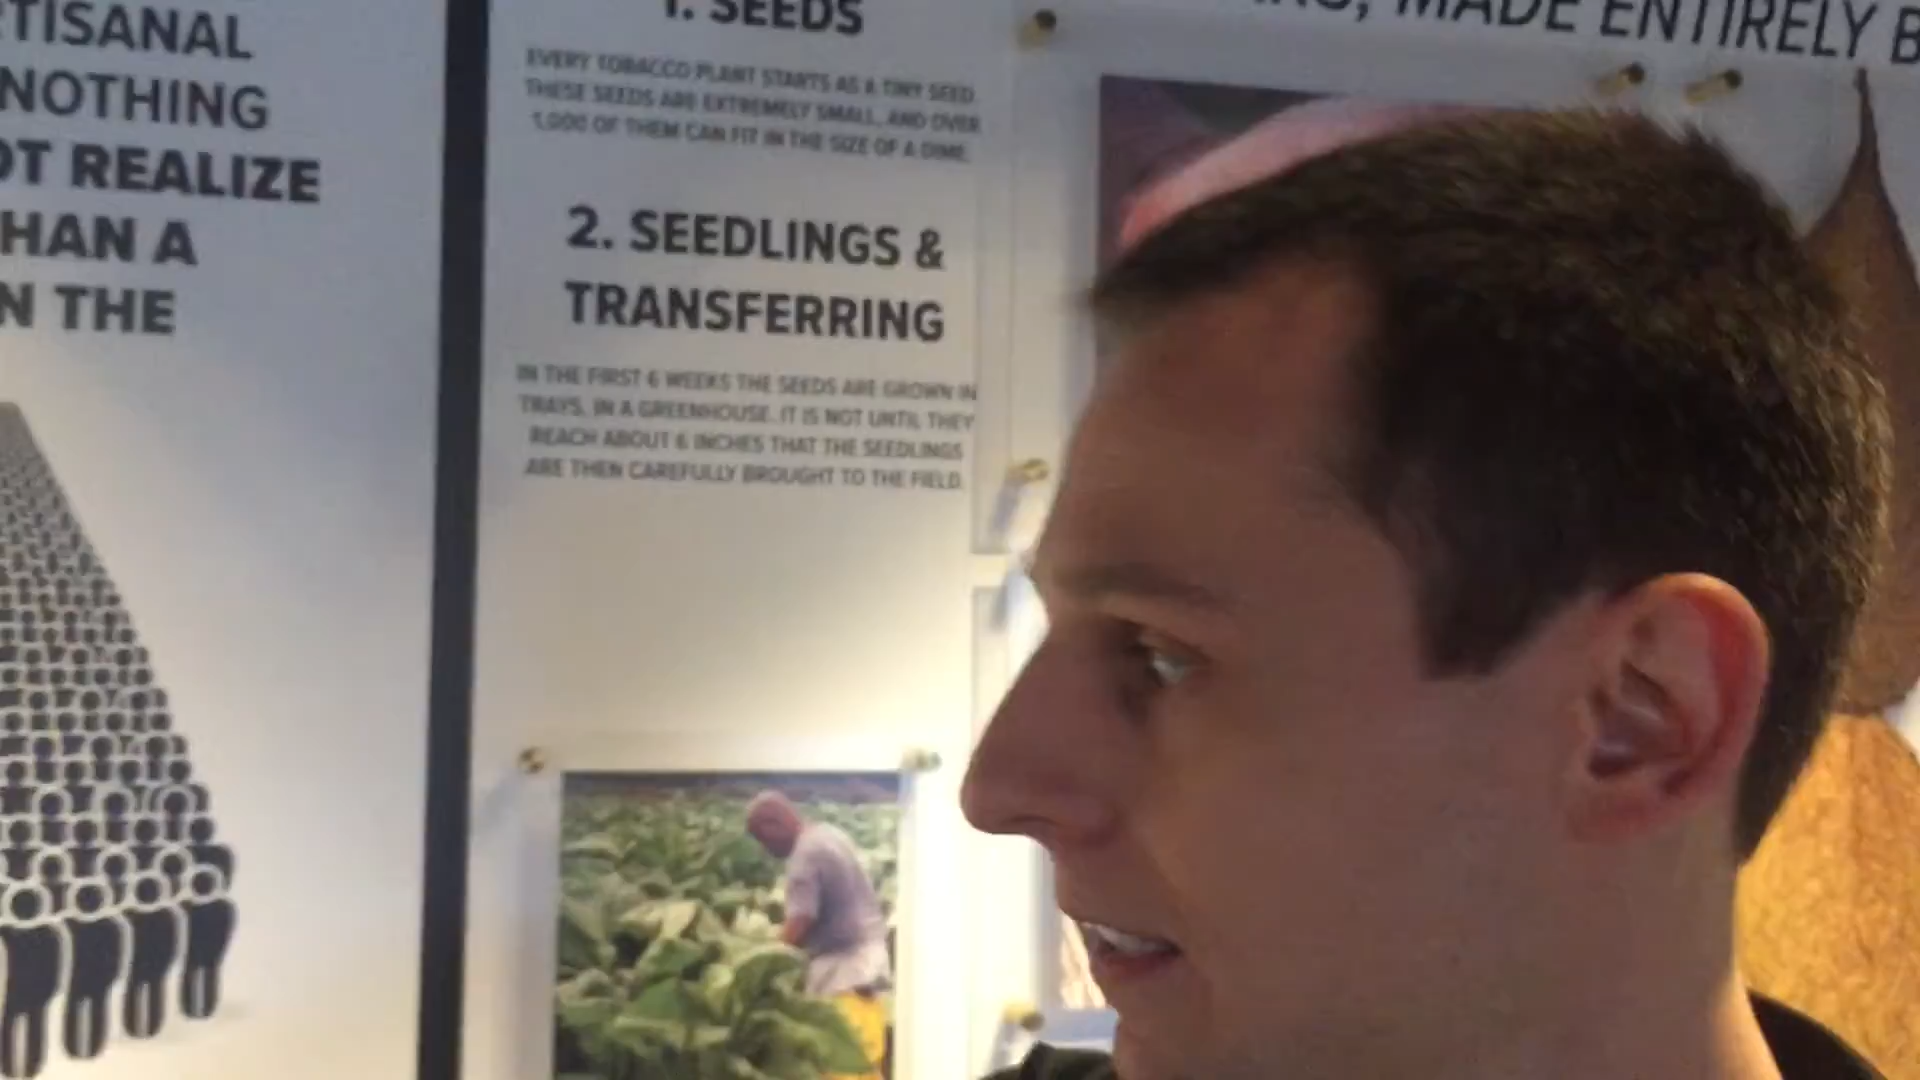 TISANAL
NOTHING
OT REALIZE
HAN A
N THE
1. SEEDS
EVERY TOBACCO PLANT STARTS AS A TINY SEED.
THESE SEEDS ARE EXTREMELY SMALL, AND OVER
1,000 OF THEM CAN FIT IN THE SIZE OF A DIME.
2. SEEDLINGS &
TRANSFERRING
IN THE FIRST 6 WEEKS THE SEEDS ARE GROWN IN
TRAYS, IN A GREENHOUSE. IT IS NOT UNTIL THEY
REACH ABOUT 6 INCHES THAT THE SEEDLINGS
ARE THEN CAREFULLY BROUGHT TO THE FIELD.
MADE ENTIRELY B